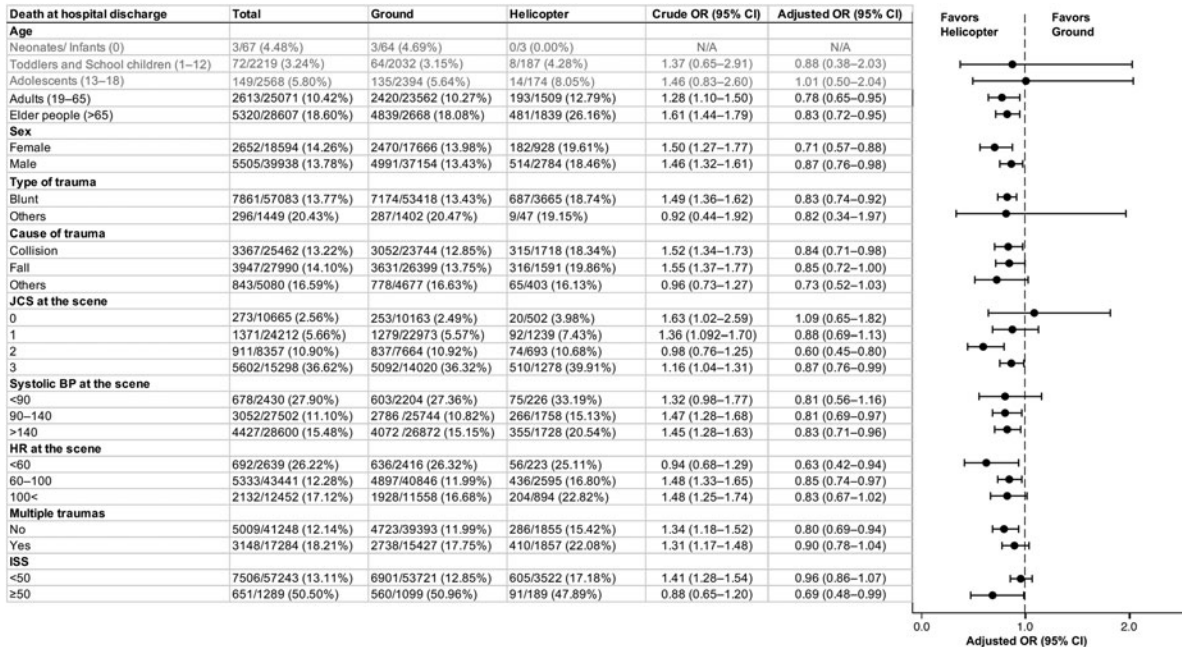 Death at hospital discharge Total Ground Helicopter Crude OR (95% CI) Adjusted OR (95% CI)
Favors Helicopter Favors Ground
Age
Neonates/ Infants (0) 3/67 (4.48%) 3/64 (4.69%) 0/3 (0.00%) N/A N/A
Toddlers and School children (1–12) 72/2219 (3.24%) 64/2032 (3.15%) 8/187 (4.28%) 1.37 (0.65–2.91) 0.88 (0.38–2.03)
Adolescents (13–18) 149/2568 (5.80%) 135/2394 (5.64%) 14/174 (8.05%) 1.46 (0.83–2.60) 1.01 (0.50–2.04)
Adults (19–65) 2613/25071 (10.42%) 2420/23562 (10.27%) 193/1509 (12.79%) 1.28 (1.10–1.50) 0.78 (0.65–0.95)
Elder people (>65) 5320/28607 (18.60%) 4839/2668 (18.08%) 481/1839 (26.16%) 1.61 (1.44–1.79) 0.83 (0.72–0.95)
Sex
Female 2652/18594 (14.26%) 2470/17666 (13.98%) 182/928 (19.61%) 1.50 (1.27–1.77) 0.71 (0.57–0.88)
Male 5505/39938 (13.78%) 4991/37154 (13.43%) 514/2784 (18.46%) 1.46 (1.32–1.61) 0.87 (0.76–0.98)
Type of trauma
Blunt 7861/57083 (13.77%) 7174/53418 (13.43%) 687/3665 (18.74%) 1.49 (1.36–1.62) 0.83 (0.74–0.92)
Others 296/1449 (20.43%) 287/1402 (20.47%) 9/47 (19.15%) 0.92 (0.44–1.92) 0.82 (0.34–1.97)
Cause of trauma
Collision 3367/25462 (13.22%) 3052/23744 (12.85%) 315/1718 (18.34%) 1.52 (1.34–1.73) 0.84 (0.71–0.98)
Fall 3947/27990 (14.10%) 3631/26399 (13.75%) 316/1591 (19.86%) 1.55 (1.37–1.77) 0.85 (0.72–1.00)
Others 843/5080 (16.59%) 778/4677 (16.63%) 65/403 (16.13%) 0.96 (0.73–1.27) 0.73 (0.52–1.03)
JCS at the scene
0 273/10665 (2.56%) 253/10163 (2.49%) 20/502 (3.98%) 1.63 (1.02–2.59) 1.09 (0.65–1.82)
1 1371/24212 (5.66%) 1279/22973 (5.57%) 92/1239 (7.43%) 1.36 (1.092–1.70) 0.88 (0.69–1.13)
2 911/8357 (10.90%) 837/7664 (10.92%) 74/693 (10.68%) 0.98 (0.76–1.25) 0.60 (0.45–0.80)
3 5602/15298 (36.62%) 5092/14020 (36.32%) 510/1278 (39.91%) 1.16 (1.04–1.31) 0.87 (0.76–0.99)
Systolic BP at the scene
<90 678/2430 (27.90%) 603/2204 (27.36%) 75/226 (33.19%) 1.32 (0.98–1.77) 0.81 (0.56–1.16)
90–140 3052/27502 (11.10%) 2786 /25744 (10.82%) 266/1758 (15.13%) 1.47 (1.28–1.68) 0.81 (0.69–0.97)
>140 4427/28600 (15.48%) 4072 /26872 (15.15%) 355/1728 (20.54%) 1.45 (1.28–1.63) 0.83 (0.71–0.96)
HR at the scene
<60 692/2639 (26.22%) 636/2416 (26.32%) 56/223 (25.11%) 0.94 (0.68–1.29) 0.63 (0.42–0.94)
60–100 5333/43441 (12.28%) 4897/40846 (11.99%) 436/2595 (16.80%) 1.48 (1.33–1.65) 0.85 (0.74–0.97)
100< 2132/12452 (17.12%) 1928/11558 (16.68%) 204/894 (22.82%) 1.48 (1.25–1.74) 0.83 (0.67–1.02)
Multiple traumas
No 5009/41248 (12.14%) 4723/39393 (11.99%) 286/1855 (15.42%) 1.34 (1.18–1.52) 0.80 (0.69–0.94)
Yes 3148/17284 (18.21%) 2738/15427 (17.75%) 410/1857 (22.08%) 1.31 (1.17–1.48) 0.90 (0.78–1.04)
ISS
<50 7506/57243 (13.11%) 6901/53721 (12.85%) 605/3522 (17.18%) 1.41 (1.28–1.54) 0.96 (0.86–1.07)
≥50 651/1289 (50.50%) 560/1099 (50.96%) 91/189 (47.89%) 0.88 (0.65–1.20) 0.69 (0.48–0.99)
0.0 1.0 2.0
Adjusted OR (95% CI)